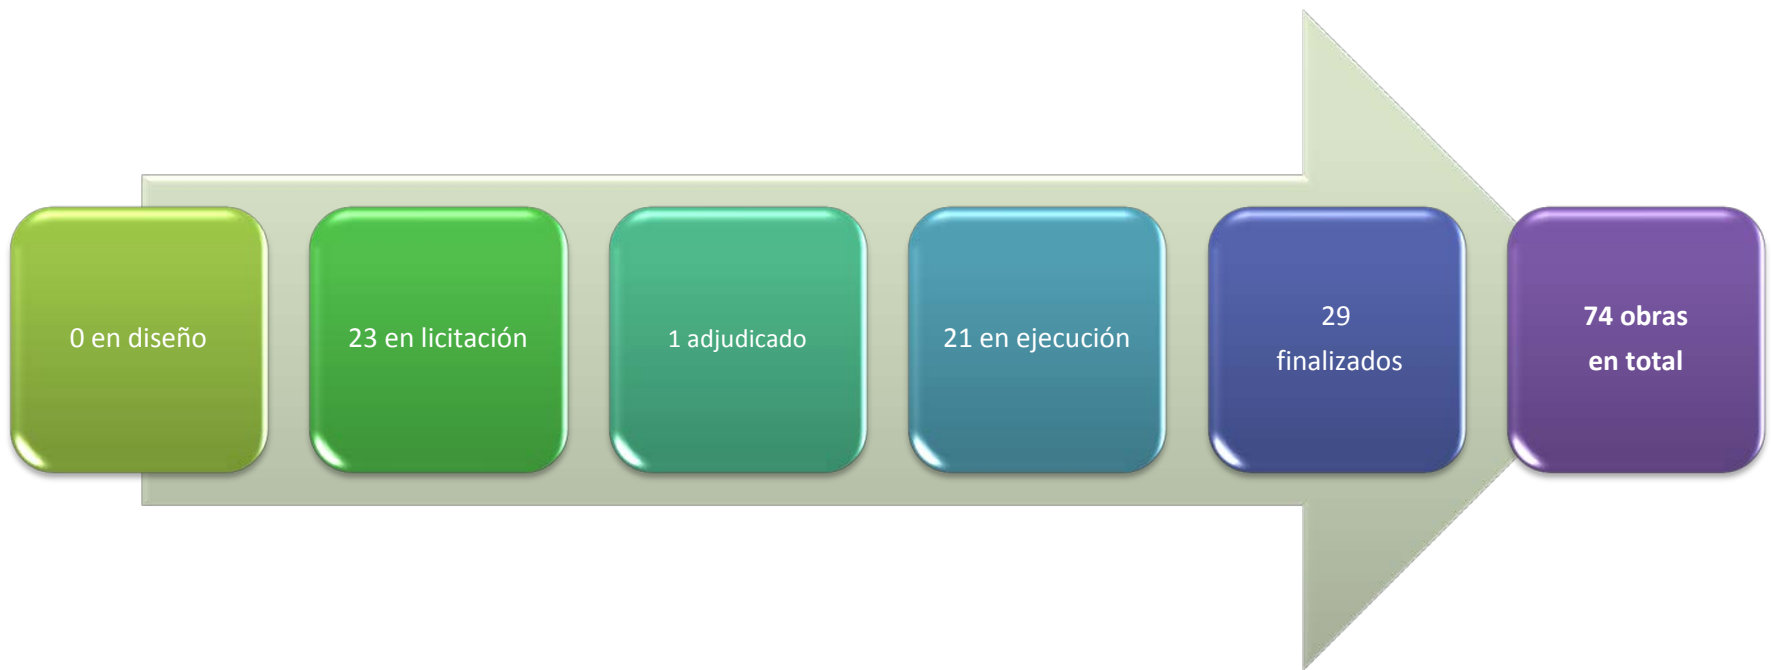 0 en diseño
23 en licitación
1 adjudicado
21 en ejecución
29
finalizados
74 obras
en total